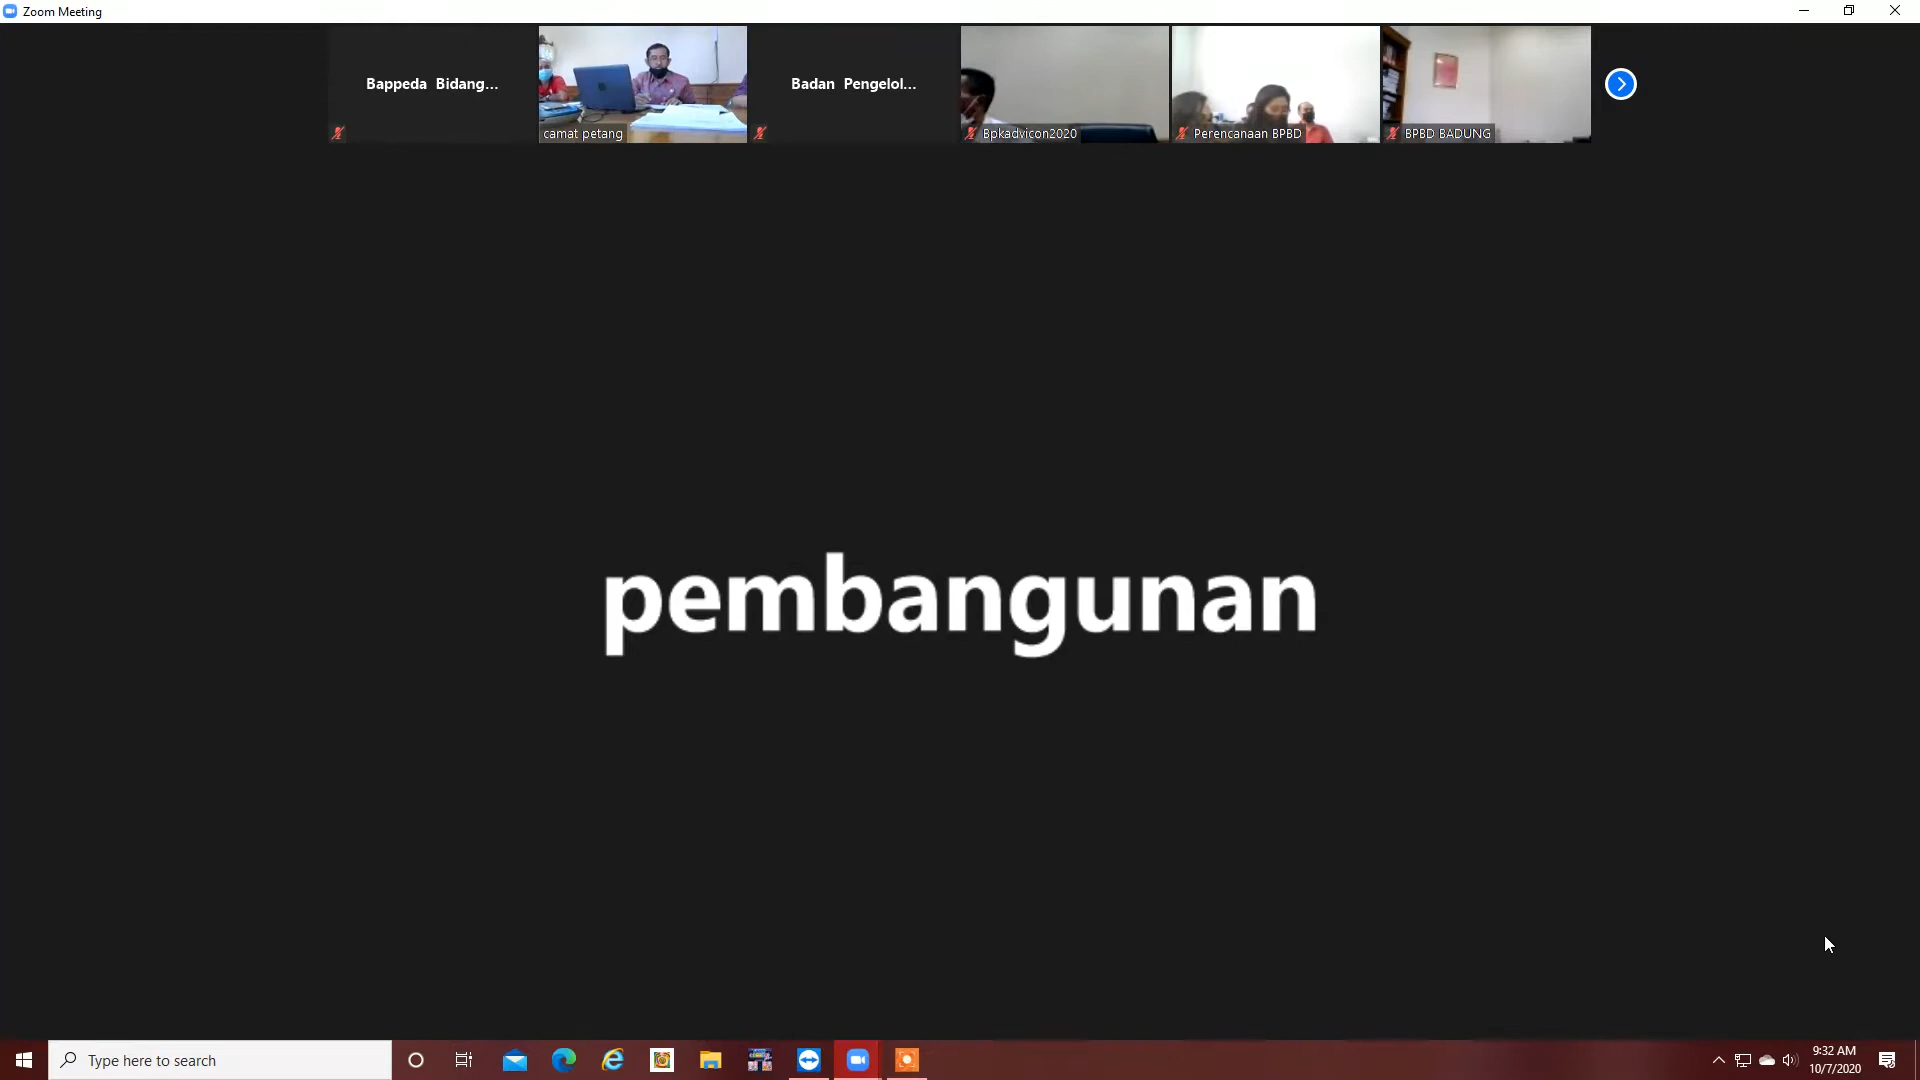 Zoom Meeting
Bappeda Bidang...
camat petang
Badan Pengelol...
Bpkadvicon2020
Perencanaan BPBD
BPBD BADUNG
pembangunan
Type here to search
9:32 AM
10/7/2020